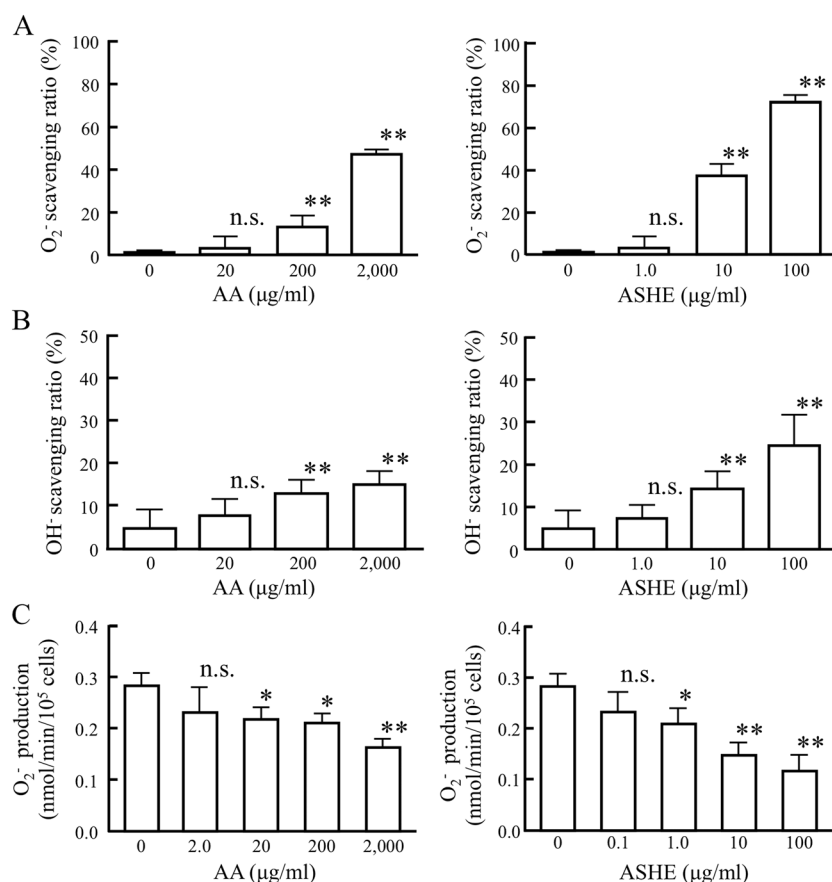 A
O₂⁻ scavenging ratio (%)
100
80
60
40
20
0
n.s.
**
**
0 20 200 2,000
AA (μg/ml)
O₂⁻ scavenging ratio (%)
100
80
60
40
20
0
n.s.
**
**
0 1.0 10 100
ASHE (μg/ml)
B
OH⁻ scavenging ratio (%)
50
40
30
20
10
0
n.s.
**
**
0 20 200 2,000
AA (μg/ml)
OH⁻ scavenging ratio (%)
50
40
30
20
10
0
n.s.
**
**
0 1.0 10 100
ASHE (μg/ml)
C
O₂⁻ production
(nmol/min/10⁵ cells)
0.4
0.3
0.2
0.1
0.0
n.s.
*
*
**
0 2.0 20 200 2,000
AA (μg/ml)
O₂⁻ production
(nmol/min/10⁵ cells)
0.4
0.3
0.2
0.1
0.0
n.s.
*
**
**
0 0.1 1.0 10 100
ASHE (μg/ml)